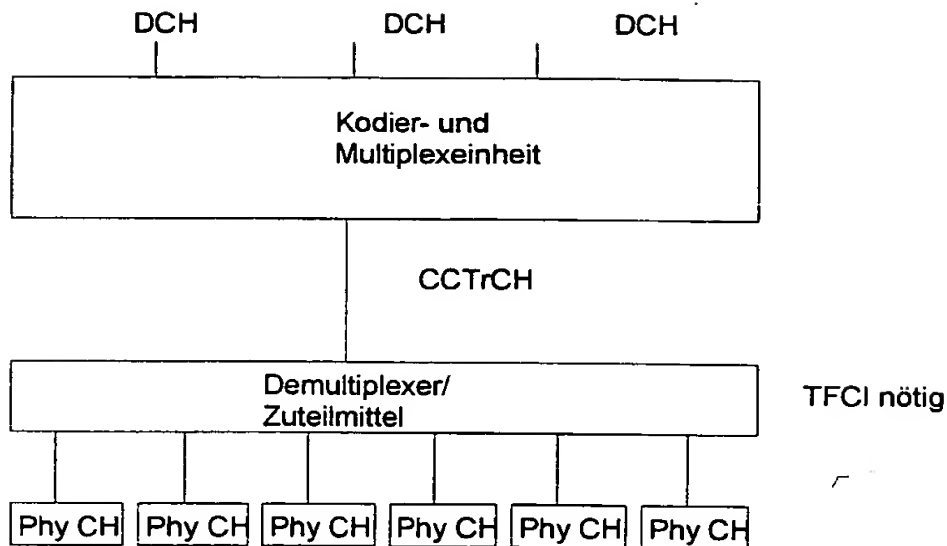 DCH DCH DCH
Kodier- und
Multiplexeinheit
CCTrCH
Demultiplexer/
Zuteilmittel
TFCI nötig
Phy CH Phy CH Phy CH Phy CH Phy CH Phy CH